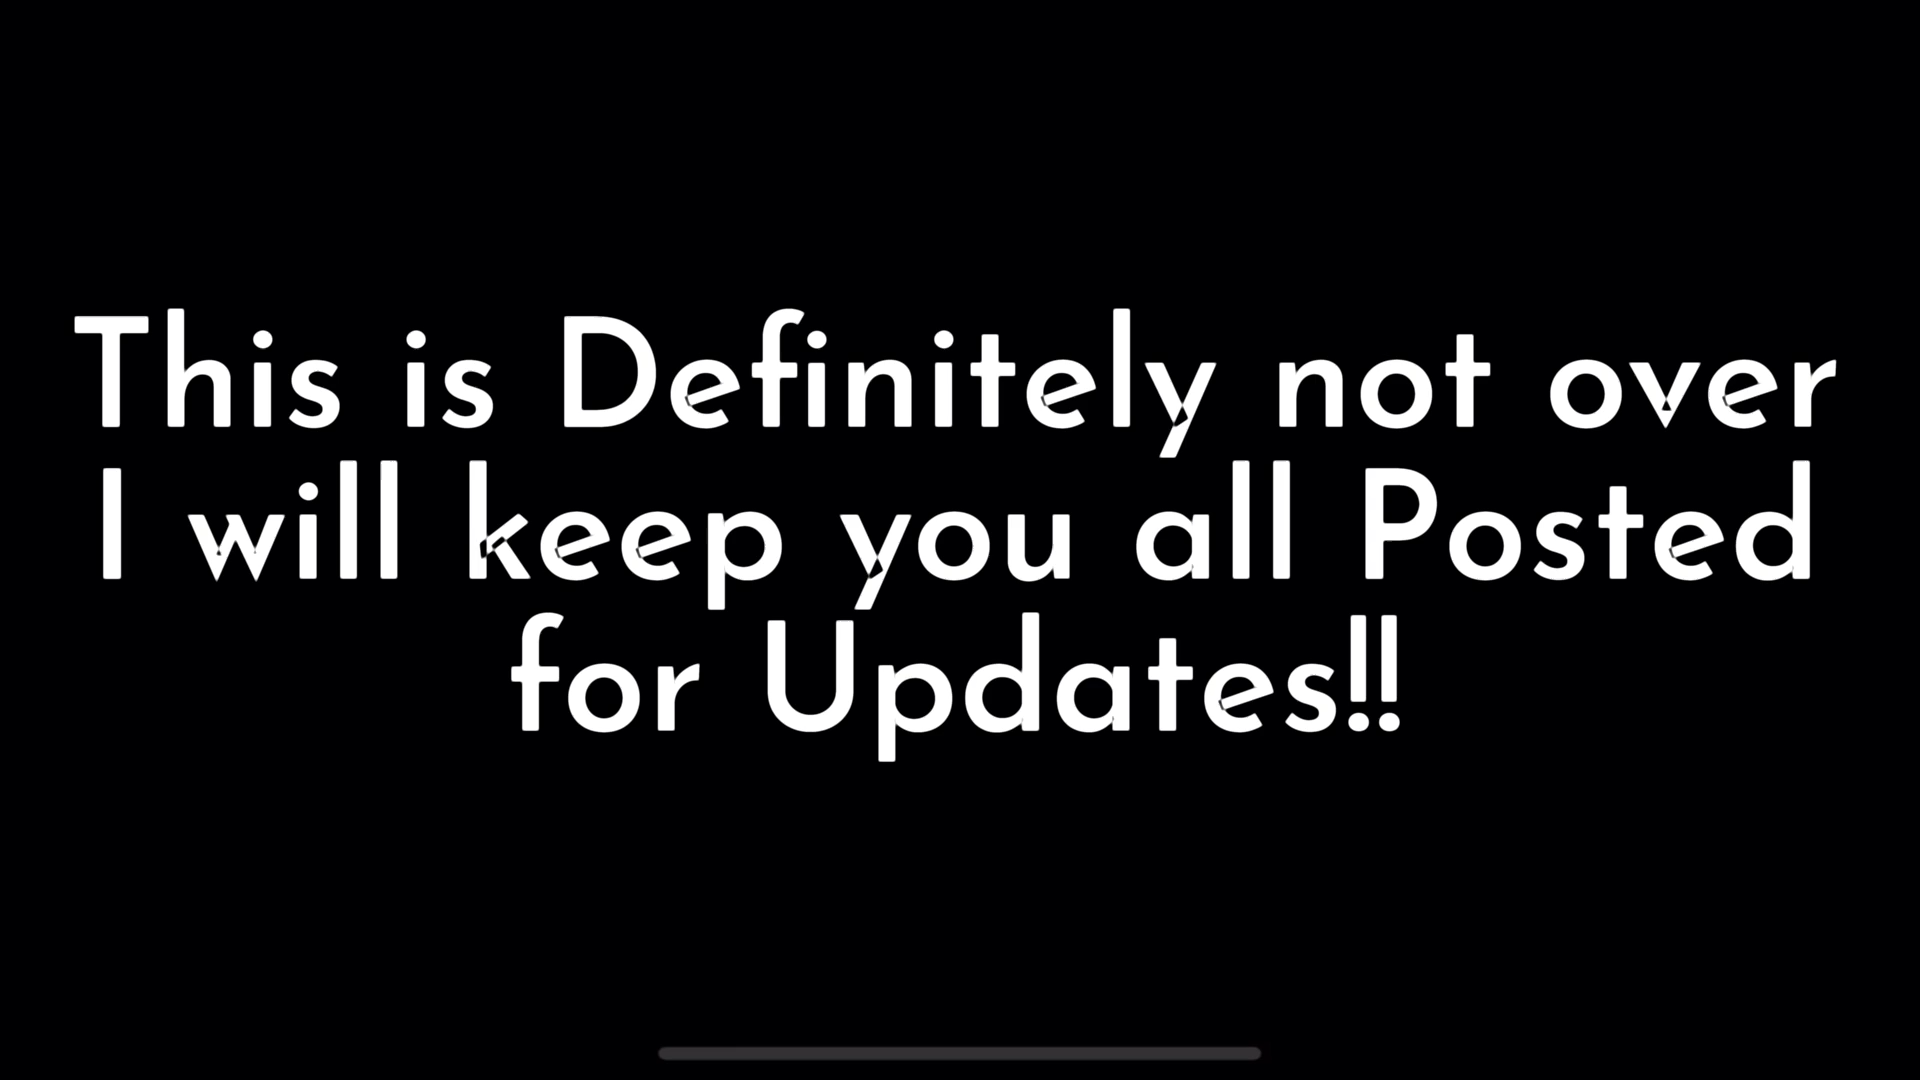 This is Definitely not over
I will keep you all Posted
for Updates!!